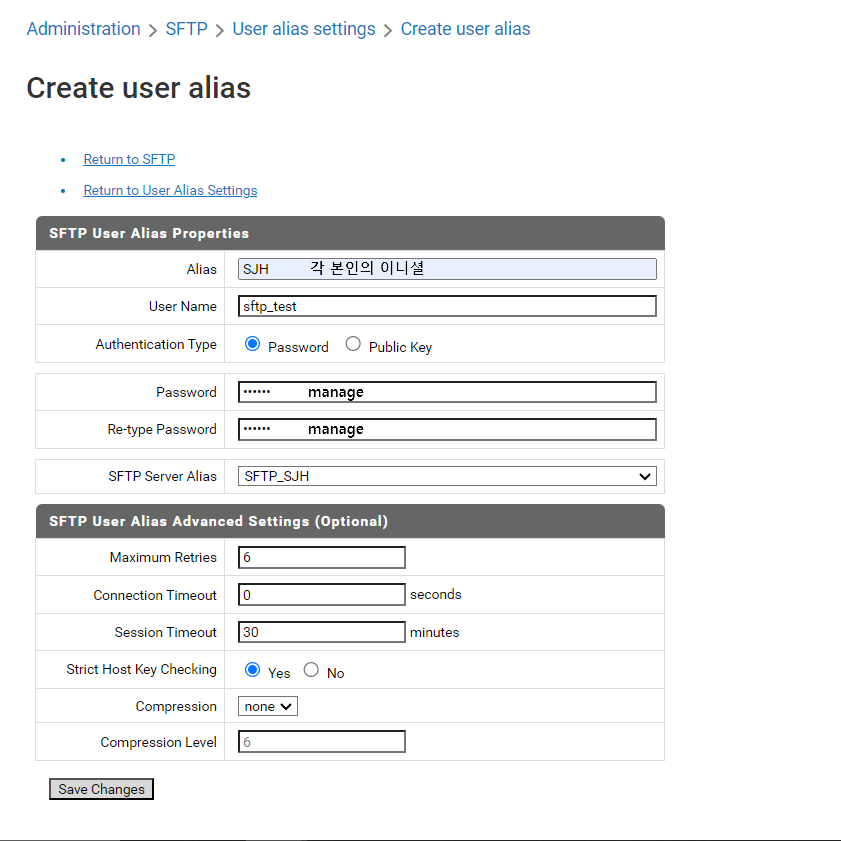 Administration > SFTP > User alias settings > Create user alias
Create user alias
• Return to SFTP
• Return to User Alias Settings
SFTP User Alias Properties
Alias SJH 각 본인의 이니셜
User Name sftp_test
Authentication Type Password Public Key
Password •••••• manage
Re-type Password •••••• manage
SFTP Server Alias SFTP_SJH
SFTP User Alias Advanced Settings (Optional)
Maximum Retries 6
Connection Timeout 0 seconds
Session Timeout 30 minutes
Strict Host Key Checking Yes No
Compression none
Compression Level 6
Save Changes